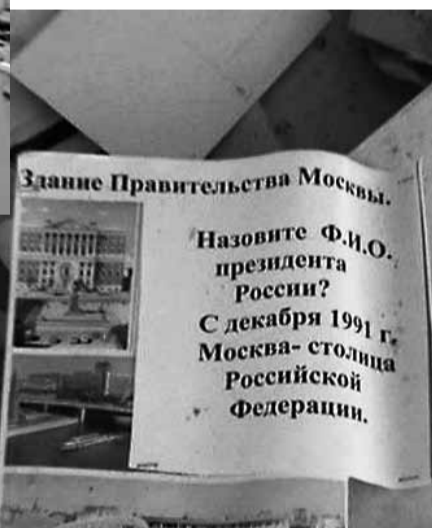 Здание Правительства Москвы.
Назовите Ф.И.О.
президента
России?
С декабря 1991 г.
Москва- столица
Российской
Федерации.